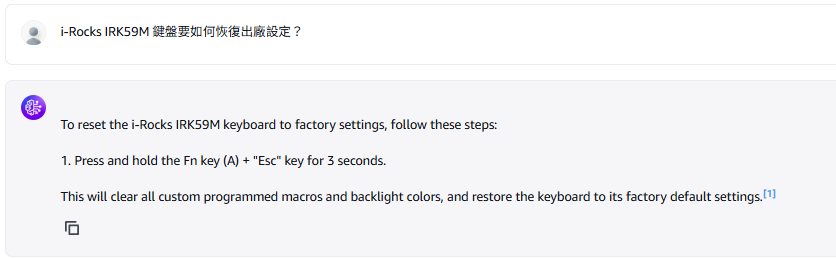 i-Rocks IRK59M 鍵盤要如何恢復出廠設定？
To reset the i-Rocks IRK59M keyboard to factory settings, follow these steps:
1. Press and hold the Fn key (A) + "Esc" key for 3 seconds.
This will clear all custom programmed macros and backlight colors, and restore the keyboard to its factory default settings.[1]